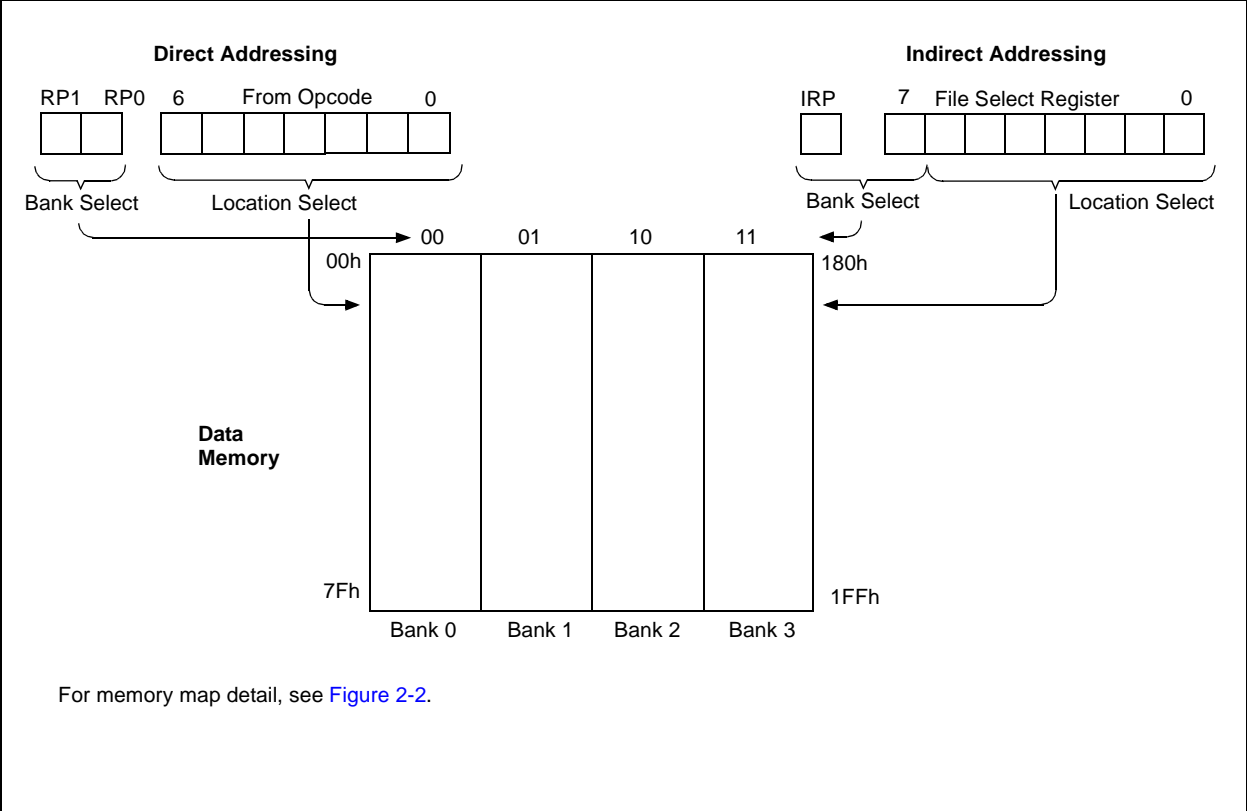 Direct Addressing
Indirect Addressing
RP1 RP0 6 From Opcode 0
IRP 7 File Select Register 0
Bank Select Location Select
Bank Select Location Select
00 01 10 11
00h 180h
Data
Memory
7Fh 1FFh
Bank 0 Bank 1 Bank 2 Bank 3
For memory map detail, see Figure 2-2.